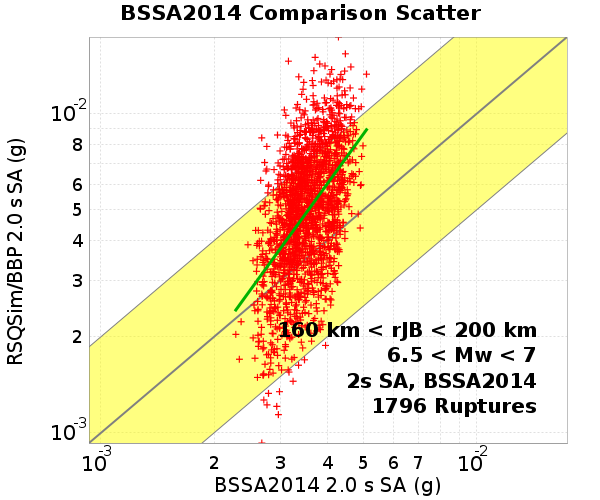 BSSA2014 Comparison Scatter
RSQSim/BBP 2.0 s SA (g)
10-2
8
6
5
4
3
2
10-3
160 km < rJB < 200 km
6.5 < Mw < 7
2s SA, BSSA2014
1796 Ruptures
10-3 2 3 4 5 6 7 10-2
BSSA2014 2.0 s SA (g)